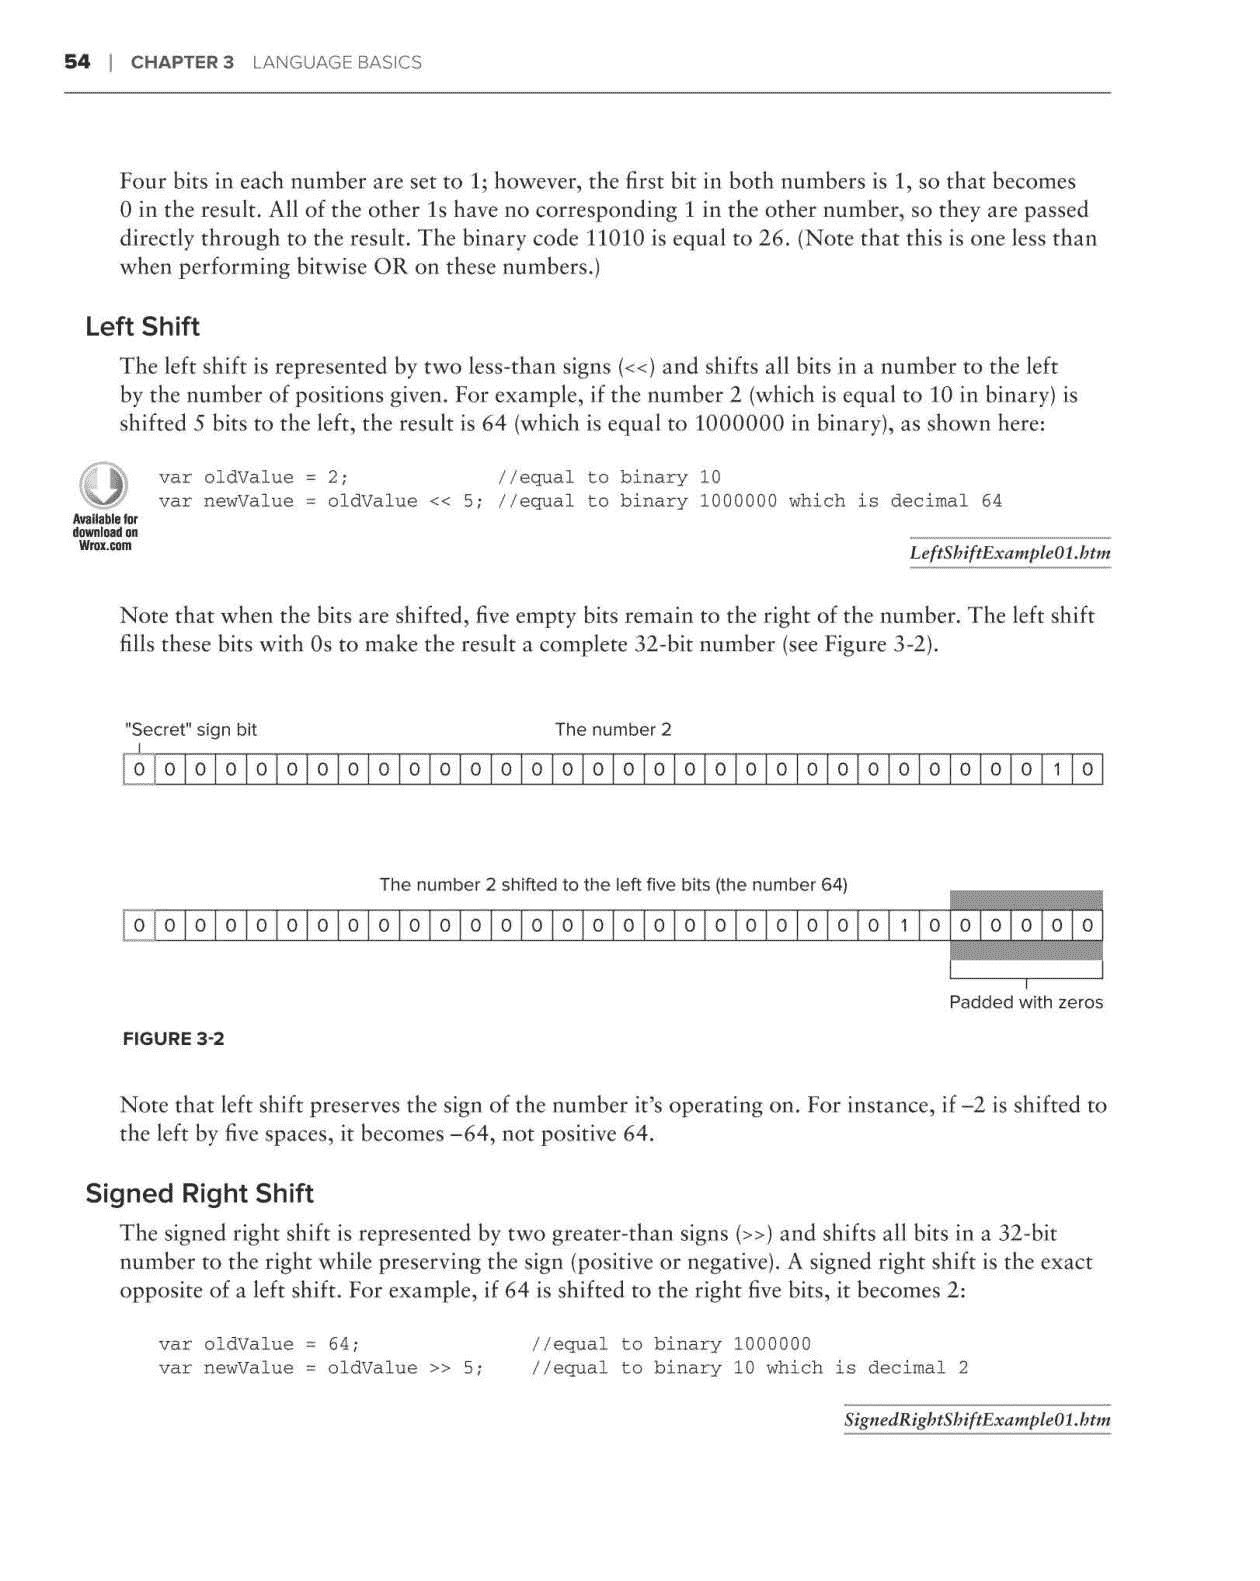 54 | CHAPTER 3 LANGUAGE BASICS
Four bits in each number are set to 1; however, the first bit in both numbers is 1, so that becomes
0 in the result. All of the other 1s have no corresponding 1 in the other number, so they are passed
directly through to the result. The binary code 11010 is equal to 26. (Note that this is one less than
when performing bitwise OR on these numbers.)
Left Shift
The left shift is represented by two less-than signs (<<) and shifts all bits in a number to the left
by the number of positions given. For example, if the number 2 (which is equal to 10 in binary) is
shifted 5 bits to the left, the result is 64 (which is equal to 1000000 in binary), as shown here:
var oldValue = 2; //equal to binary 10
var newValue = oldValue << 5; //equal to binary 1000000 which is decimal 64
Available for
download on
Wrox.com
LeftShiftExample01.htm
Note that when the bits are shifted, five empty bits remain to the right of the number. The left shift
fills these bits with 0s to make the result a complete 32-bit number (see Figure 3-2).
"Secret" sign bit The number 2
0 0 0 0 0 0 0 0 0 0 0 0 0 0 0 0 0 0 0 0 0 0 0 0 0 0 0 0 0 0 1 0
The number 2 shifted to the left five bits (the number 64)
0 0 0 0 0 0 0 0 0 0 0 0 0 0 0 0 0 0 0 0 0 0 0 0 0 1 0 0 0 0 0 0
Padded with zeros
FIGURE 3-2
Note that left shift preserves the sign of the number it's operating on. For instance, if –2 is shifted to
the left by five spaces, it becomes –64, not positive 64.
Signed Right Shift
The signed right shift is represented by two greater-than signs (>>) and shifts all bits in a 32-bit
number to the right while preserving the sign (positive or negative). A signed right shift is the exact
opposite of a left shift. For example, if 64 is shifted to the right five bits, it becomes 2:
var oldValue = 64; //equal to binary 1000000
var newValue = oldValue >> 5; //equal to binary 10 which is decimal 2
SignedRightShiftExample01.htm